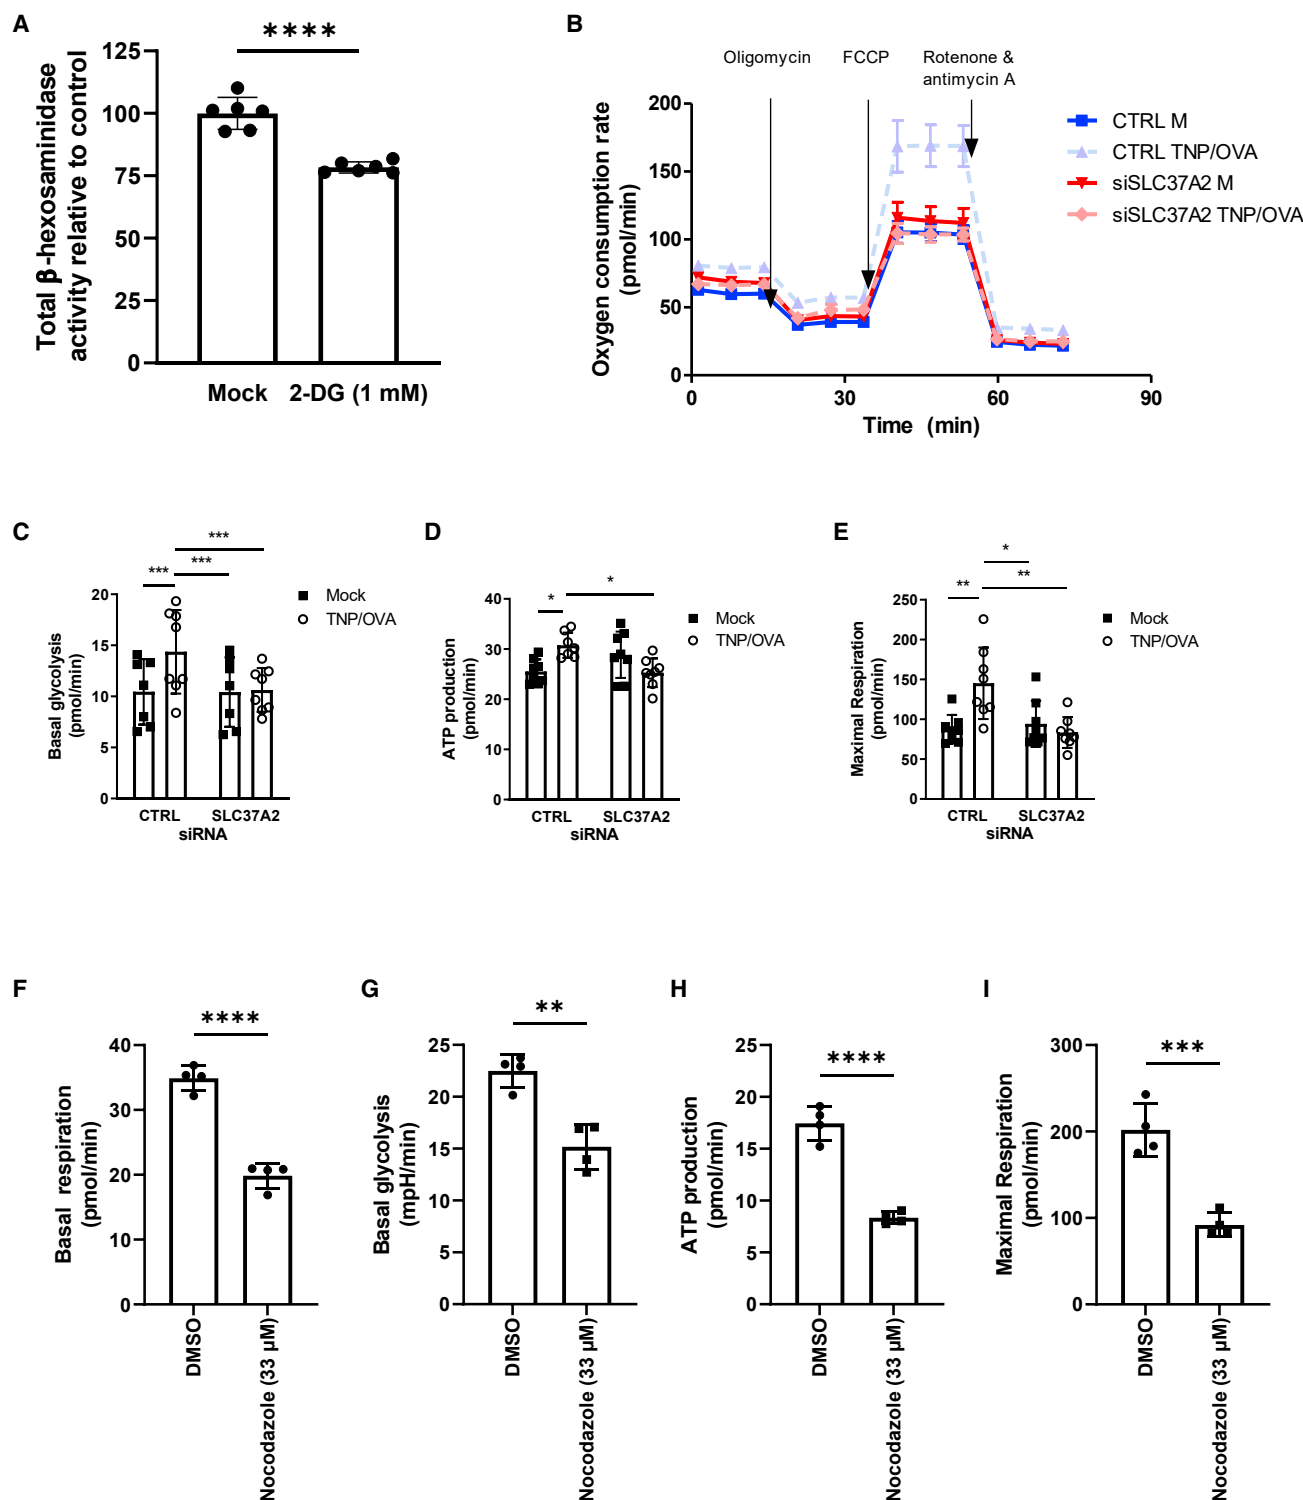 A
****
Total β-hexosaminidase
activity relative to control
125
100
75
50
25
0
Mock
2-DG (1 mM)
B
Oligomycin
FCCP
Rotenone &
antimycin A
Oxygen consumption rate
(pmol/min)
200
150
100
50
0
0
30
60
90
Time (min)
CTRL M
CTRL TNP/OVA
siSLC37A2 M
siSLC37A2 TNP/OVA
C
***
***
***
Basal glycolysis
(pmol/min)
20
15
10
5
0
CTRL
SLC37A2
siRNA
Mock
TNP/OVA
D
*
*
ATP production
(pmol/min)
40
30
20
10
0
CTRL
SLC37A2
siRNA
Mock
TNP/OVA
E
*
**
**
Maximal Respiration
(pmol/min)
250
200
150
100
50
0
CTRL
SLC37A2
siRNA
Mock
TNP/OVA
F
****
Basal respiration
(pmol/min)
40
30
20
10
0
DMSO
Nocodazole (33 µM)
G
**
Basal glycolysis
(mpH/min)
25
20
15
10
5
0
DMSO
Nocodazole (33 µM)
H
****
ATP production
(pmol/min)
25
20
15
10
5
0
DMSO
Nocodazole (33 µM)
I
***
Maximal Respiration
(pmol/min)
300
200
100
0
DMSO
Nocodazole (33 µM)